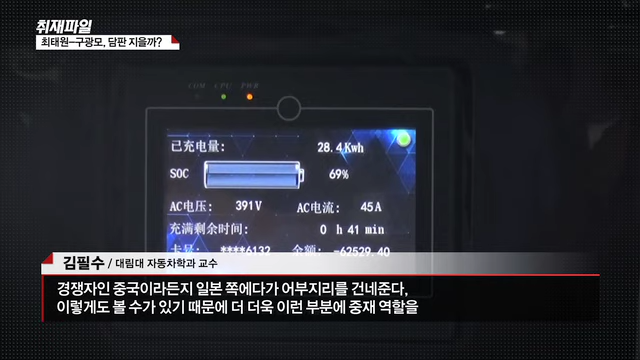 취재파일
최태원-구광모, 담판 지을까?
COM CPU PWR
已充电量: 28.4Kwh
SOC 69%
AC电压: 391V AC电流: 45A
充满剩余时间: 0 h 41 min
卡号: ****6132 余额: -62529.40
김필수 / 대림대 자동차학과 교수
경쟁자인 중국이라든지 일본 쪽에다가 어부지리를 건네준다,
이렇게도 볼 수가 있기 때문에 더 더욱 이런 부분에 중재 역할을